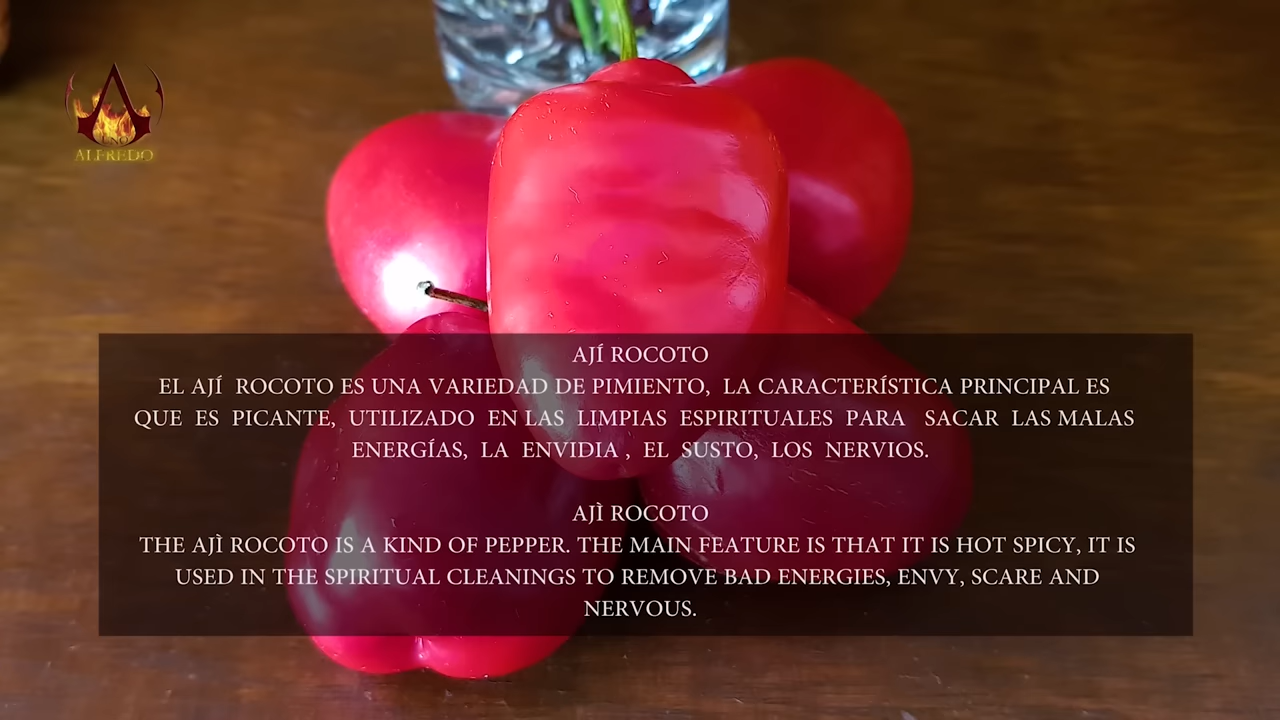 UNO
ALFREDO
AJÍ ROCOTO
EL AJÍ ROCOTO ES UNA VARIEDAD DE PIMIENTO, LA CARACTERÍSTICA PRINCIPAL ES
QUE ES PICANTE, UTILIZADO EN LAS LIMPIAS ESPIRITUALES PARA SACAR LAS MALAS
ENERGÍAS, LA ENVIDIA , EL SUSTO, LOS NERVIOS.
AJÌ ROCOTO
THE AJÌ ROCOTO IS A KIND OF PEPPER. THE MAIN FEATURE IS THAT IT IS HOT SPICY, IT IS
USED IN THE SPIRITUAL CLEANINGS TO REMOVE BAD ENERGIES, ENVY, SCARE AND
NERVOUS.